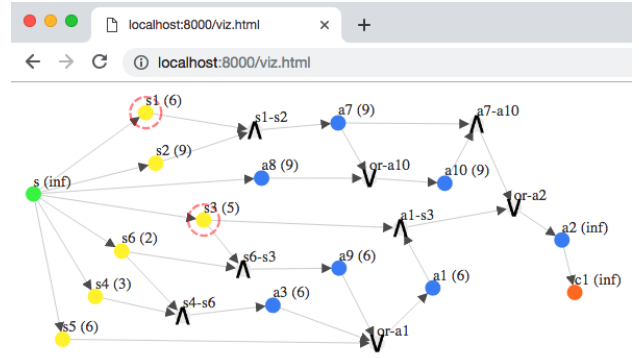 localhost:8000/viz.html
localhost:8000/viz.html
s1 (6)
s1-s2
a7 (9)
a7-a10
s2 (9)
a8 (9)
or-a10
a10 (9)
s (inf)
s3 (5)
a1-s3
or-a2
s6 (2)
s6-s3
a9 (6)
a2 (inf)
s4 (3)
s4-s6
a3 (6)
a1 (6)
c1 (inf)
s5 (6)
or-a1